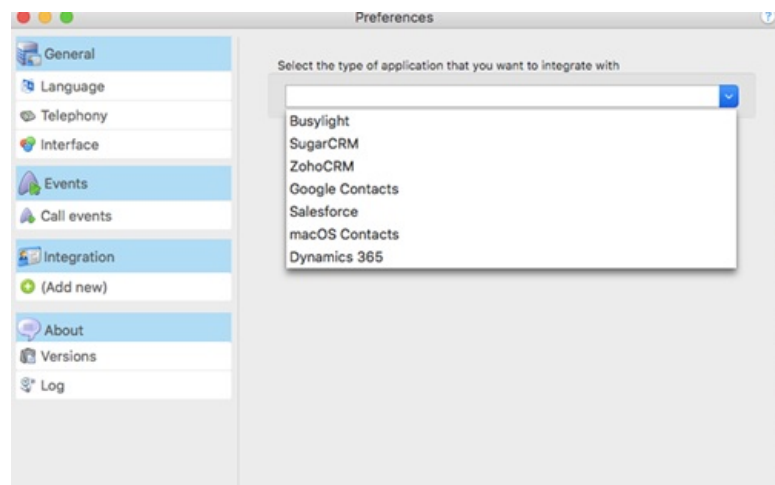 Preferences
?
General
Language
Telephony
Interface
Events
Call events
Integration
(Add new)
About
Versions
Log
Select the type of application that you want to integrate with
Busylight
SugarCRM
ZohoCRM
Google Contacts
Salesforce
macOS Contacts
Dynamics 365